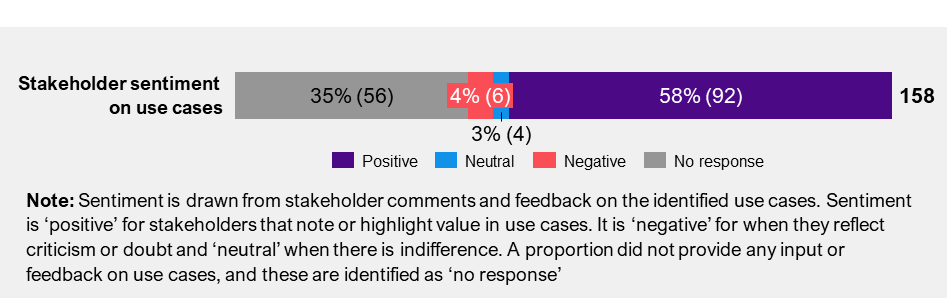 Stakeholder sentiment
on use cases
35% (56)
4% (6)
58% (92)
158
3% (4)
Positive
Neutral
Negative
No response
Note: Sentiment is drawn from stakeholder comments and feedback on the identified use cases. Sentiment
is ‘positive’ for stakeholders that note or highlight value in use cases. It is ‘negative’ for when they reflect
criticism or doubt and ‘neutral’ when there is indifference. A proportion did not provide any input or
feedback on use cases, and these are identified as ‘no response’